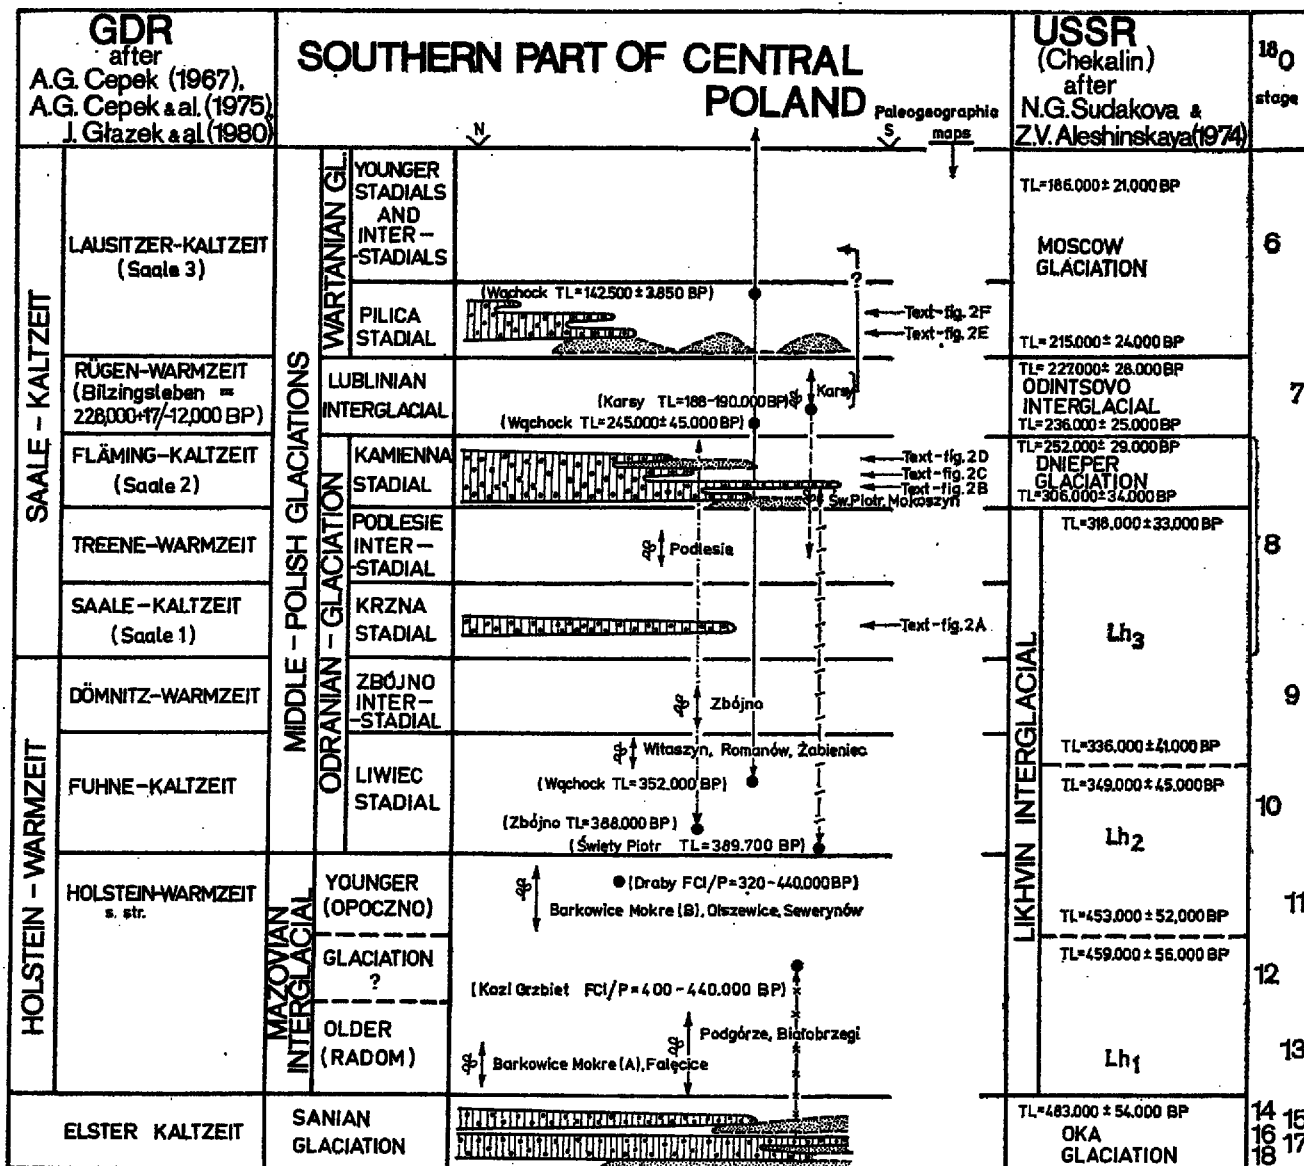 GDR
after
A.G. Cepek (1967),
A.G. Cepek & al. (1975)
J. Głazek & al. (1980)
SOUTHERN PART OF CENTRAL
POLAND
Paleogeographic
maps
N
S
USSR
(Chekalin)
after
N.G. Sudakova &
Z.V. Aleshinskaya (1974)
18O
stage
SAALE - KALTZEIT
HOLSTEIN - WARMZEIT
LAUSITZER-KALTZEIT
(Saale 3)
RÜGEN-WARMZEIT
(Bilzingsleben =
228,000+17/-12,000 BP)
FLÄMING-KALTZEIT
(Saale 2)
TREENE-WARMZEIT
SAALE-KALTZEIT
(Saale 1)
DÖMNITZ-WARMZEIT
FUHNE-KALTZEIT
HOLSTEIN-WARMZEIT
s. str.
ELSTER KALTZEIT
MIDDLE - POLISH GLACIATIONS
WARTANIAN GL.
YOUNGER
STADIALS
AND
INTER-
-STADIALS
PILICA
STADIAL
LUBLINIAN
INTERGLACIAL
ODRANIAN - GLACIATION
KAMIENNA
STADIAL
PODLESIE
INTER-
-STADIAL
KRZNA
STADIAL
ZBÓJNO
INTER-
-STADIAL
LIWIEC
STADIAL
MAZOVIAN
INTERGLACIAL
YOUNGER
(OPOCZNO)
GLACIATION
?
OLDER
(RADOM)
SANIAN
GLACIATION
?
(Wąchock TL=142.500 ± 3.850 BP)
Text-fig. 2F
Text-fig. 2E
Karsy
(Karsy TL=188-190.000 BP)
(Wąchock TL=245.000 ± 45.000 BP)
Text-fig. 2D
Text-fig. 2C
Text-fig. 2B
Św. Piotr, Mokoszyn
Podlesie
Text-fig. 2A
Zbójno
Witaszyn, Romanów, Żabieniec
(Wąchock TL=352.000 BP)
(Zbójno TL=388.000 BP)
(Święty Piotr TL=389.700 BP)
(Draby FCl/P=320-440.000 BP)
Barkowice Mokre (B), Olszewice, Sewerynów
(Kozi Grzbiet FCl/P=400-440.000 BP)
Podgórze, Białobrzegi
Barkowice Mokre (A), Falęcice
TL=186.000 ± 21.000 BP
MOSCOW
GLACIATION
TL=215.000 ± 24.000 BP
TL=227.000 ± 28.000 BP
ODINTSOVO
INTERGLACIAL
TL=236.000 ± 25.000 BP
TL=252.000 ± 29.000 BP
DNIEPER
GLACIATION
TL=306.000 ± 34.000 BP
LIKHVIN INTERGLACIAL
TL=318.000 ± 33.000 BP
Lh3
TL=336.000 ± 41.000 BP
TL=349.000 ± 45.000 BP
Lh2
TL=453.000 ± 52,000 BP
TL=459.000 ± 56.000 BP
Lh1
TL=483.000 ± 54.000 BP
OKA
GLACIATION
6
7
8
9
10
11
12
13
14 15
16 17
18